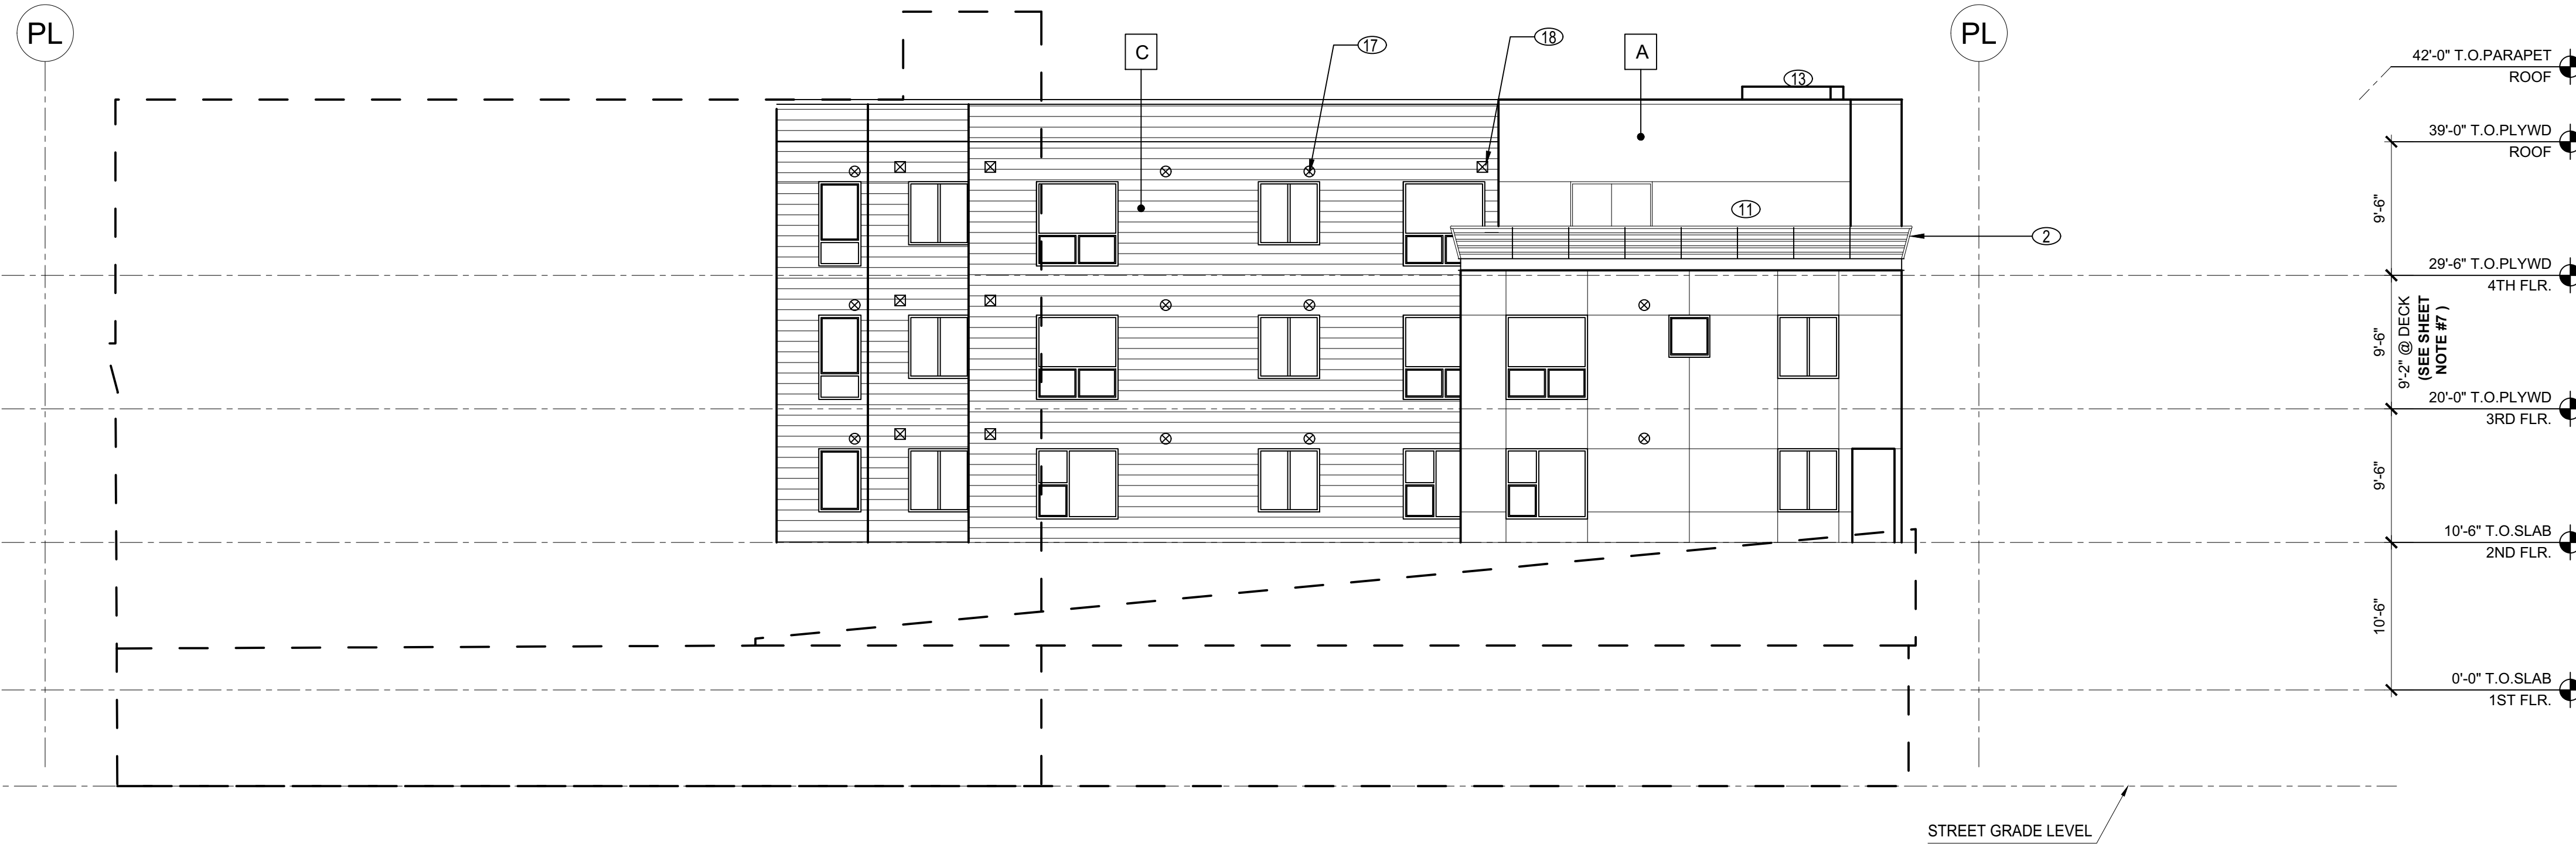 PL
C
17
18
A
PL
13
42'-0" T.O.PARAPET
ROOF
39'-0" T.O.PLYWD
ROOF
9'-6"
11
2
29'-6" T.O.PLYWD
4TH FLR.
9'-6"
9'-2" @ DECK
(SEE SHEET
NOTE #7 )
20'-0" T.O.PLYWD
3RD FLR.
9'-6"
10'-6" T.O.SLAB
2ND FLR.
10'-6"
0'-0" T.O.SLAB
1ST FLR.
STREET GRADE LEVEL